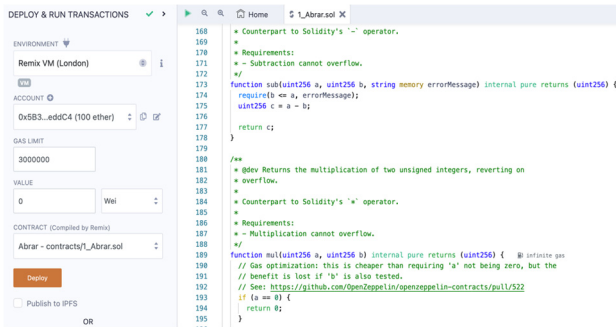 DEPLOY & RUN TRANSACTIONS
ENVIRONMENT
Remix VM (London)
VM
ACCOUNT
0x5B3...eddC4 (100 ether)
GAS LIMIT
3000000
VALUE
0 Wei
CONTRACT (Compiled by Remix)
Abrar - contracts/1_Abrar.sol
Deploy
Publish to IPFS
OR
Home 1_Abrar.sol
168 * Counterpart to Solidity's `-` operator.
169 *
170 * Requirements:
171 * - Subtraction cannot overflow.
172 */
173 function sub(uint256 a, uint256 b, string memory errorMessage) internal pure returns (uint256) {
174 require(b <= a, errorMessage);
175 uint256 c = a - b;
176
177 return c;
178 }
179
180 /**
181 * @dev Returns the multiplication of two unsigned integers, reverting on
182 * overflow.
183 *
184 * Counterpart to Solidity's `*` operator.
185 *
186 * Requirements:
187 * - Multiplication cannot overflow.
188 */
189 function mul(uint256 a, uint256 b) internal pure returns (uint256) { infinite gas
190 // Gas optimization: this is cheaper than requiring 'a' not being zero, but the
191 // benefit is lost if 'b' is also tested.
192 // See: https://github.com/OpenZeppelin/openzeppelin-contracts/pull/522
193 if (a == 0) {
194 return 0;
195 }